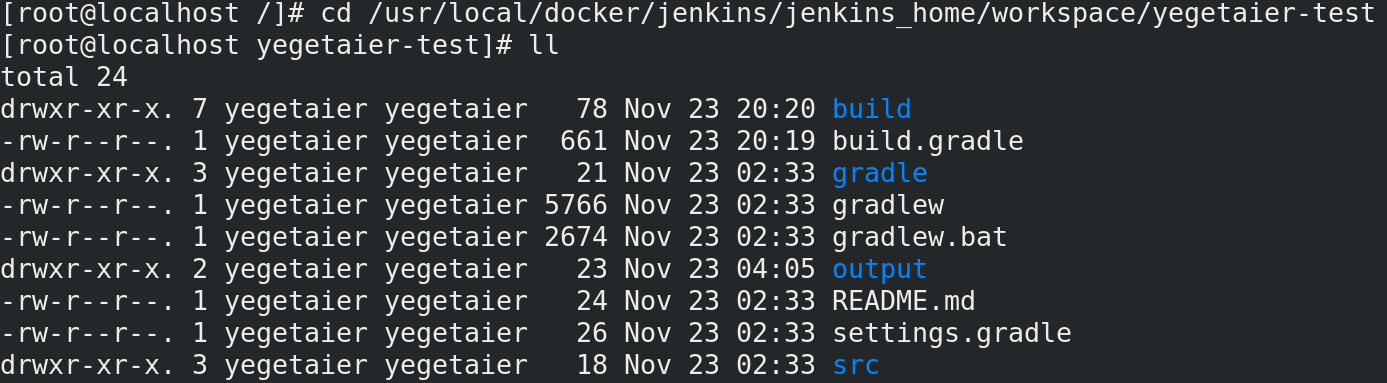 [root@localhost /]# cd /usr/local/docker/jenkins/jenkins_home/workspace/yegetaier-test
[root@localhost yegetaier-test]# ll
total 24
drwxr-xr-x. 7 yegetaier yegetaier   78 Nov 23 20:20 build
-rw-r--r--. 1 yegetaier yegetaier  661 Nov 23 20:19 build.gradle
drwxr-xr-x. 3 yegetaier yegetaier   21 Nov 23 02:33 gradle
-rw-r--r--. 1 yegetaier yegetaier 5766 Nov 23 02:33 gradlew
-rw-r--r--. 1 yegetaier yegetaier 2674 Nov 23 02:33 gradlew.bat
drwxr-xr-x. 2 yegetaier yegetaier   23 Nov 23 04:05 output
-rw-r--r--. 1 yegetaier yegetaier   24 Nov 23 02:33 README.md
-rw-r--r--. 1 yegetaier yegetaier   26 Nov 23 02:33 settings.gradle
drwxr-xr-x. 3 yegetaier yegetaier   18 Nov 23 02:33 src